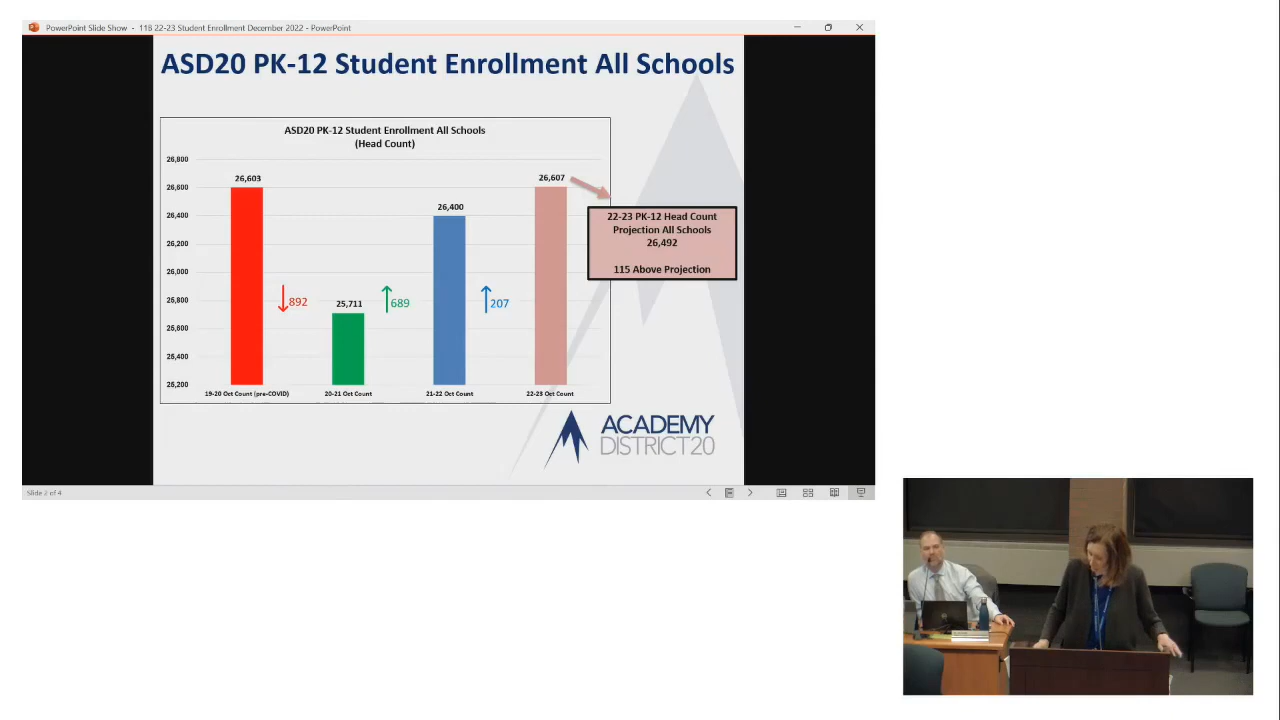 PowerPoint Slide Show - 11B 22-23 Student Enrollment December 2022 - PowerPoint
ASD20 PK-12 Student Enrollment All Schools
ASD20 PK-12 Student Enrollment All Schools
(Head Count)
26,800
26,600
26,400
26,200
26,000
26,800
26,600
26,400
26,200
26,603
892
25,711
689
26,400
207
26,607
19-20 Oct Count (pre-COVID)
20-21 Oct Count
21-22 Oct Count
22-23 Oct Count
22-23 PK-12 Head Count
Projection All Schools
26,492
115 Above Projection
ACADEMY
DISTRICT20
Slide 2 of 4